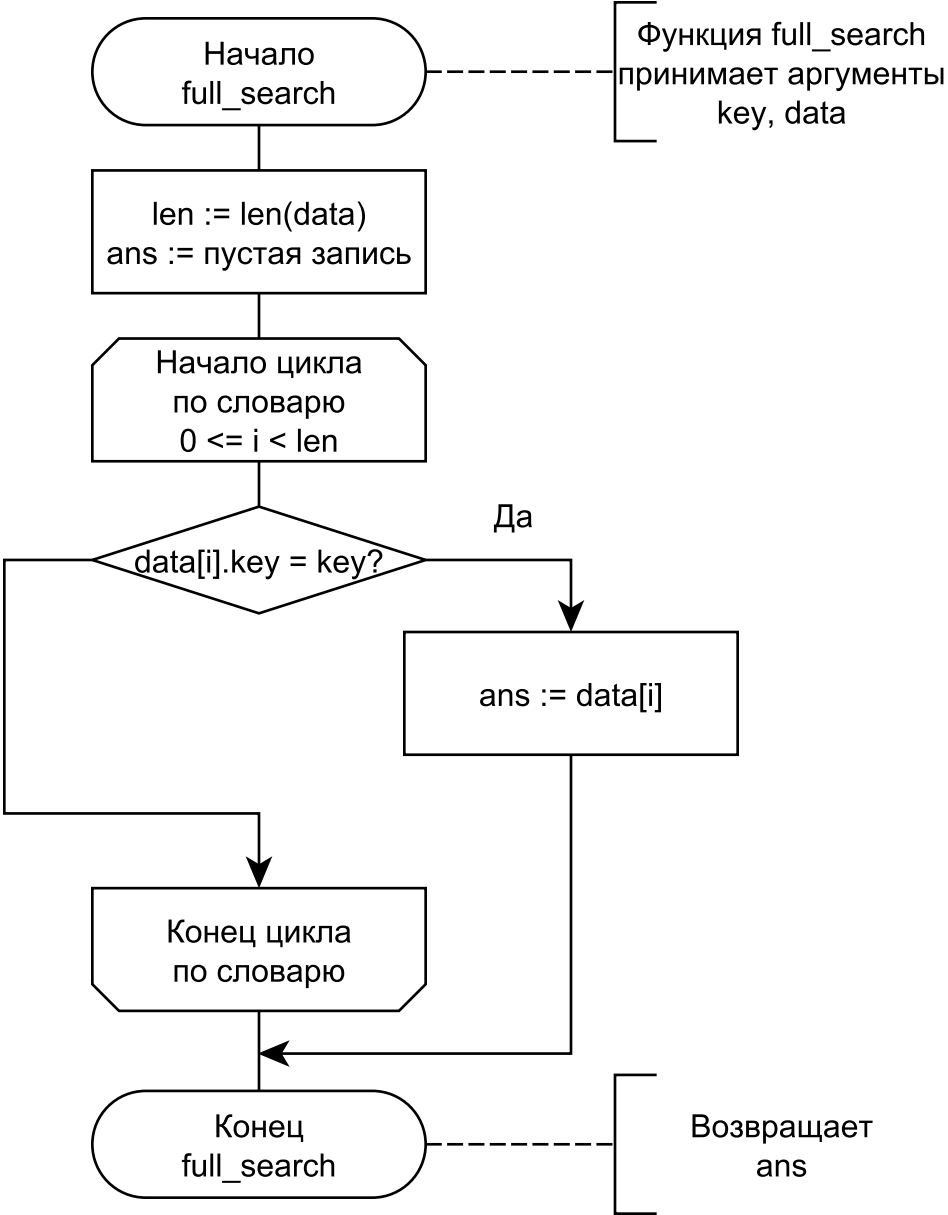 Начало
full_search
Функция full_search
принимает аргументы
key, data
len := len(data)
ans := пустая запись
Начало цикла
по словарю
0 <= i < len
Да
data[i].key = key?
ans := data[i]
Конец цикла
по словарю
Конец
full_search
Возвращает
ans